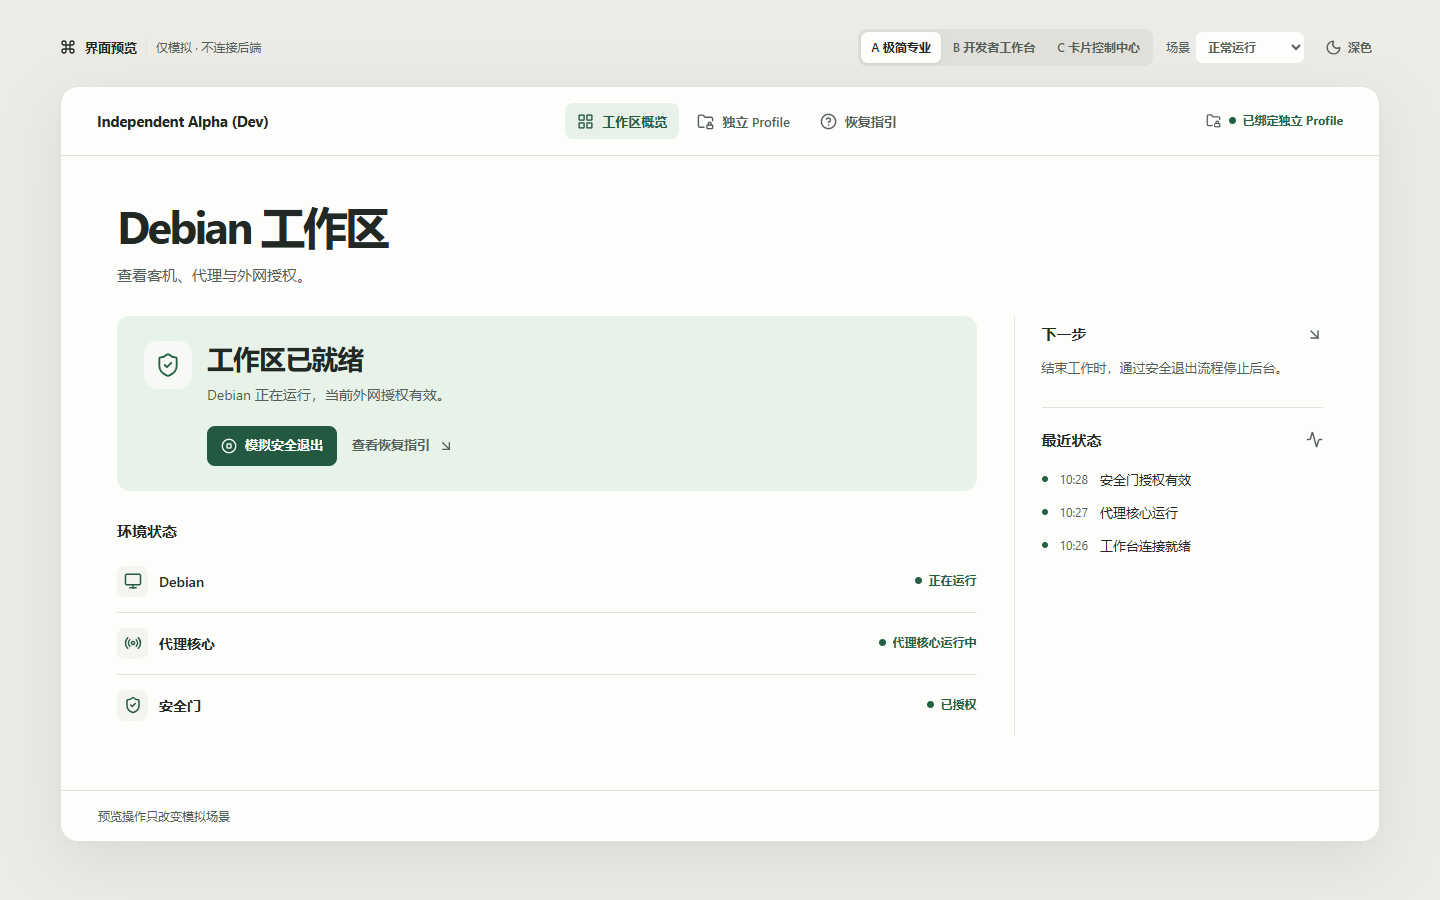 界面预览 仅模拟 · 不连接后端
A 极简专业 B 开发者工作台 C 卡片控制中心 场景 正常运行 深色
Independent Alpha (Dev) 工作区概览 独立 Profile 恢复指引 已绑定独立 Profile
Debian 工作区
查看客机、代理与外网授权。
工作区已就绪
Debian 正在运行，当前外网授权有效。
模拟安全退出 查看恢复指引
环境状态
Debian 正在运行
代理核心 代理核心运行中
安全门 已授权
下一步
结束工作时，通过安全退出流程停止后台。
最近状态
10:28 安全门授权有效
10:27 代理核心运行
10:26 工作台连接就绪
预览操作只改变模拟场景